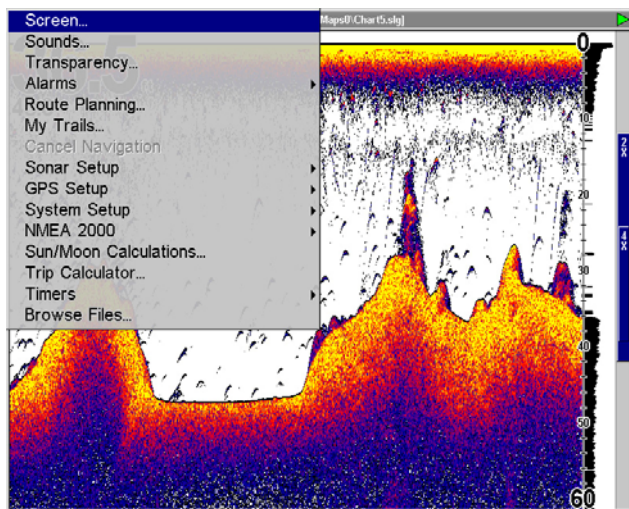 Screen...
Maps0\Chart5.slg]
Sounds...
Transparency...
Alarms
Route Planning...
My Trails...
Cancel Navigation
Sonar Setup
GPS Setup
System Setup
NMEA 2000
Sun/Moon Calculations...
Trip Calculator...
Timers
Browse Files...
0
10
20
30
40
50
60
2X
4X